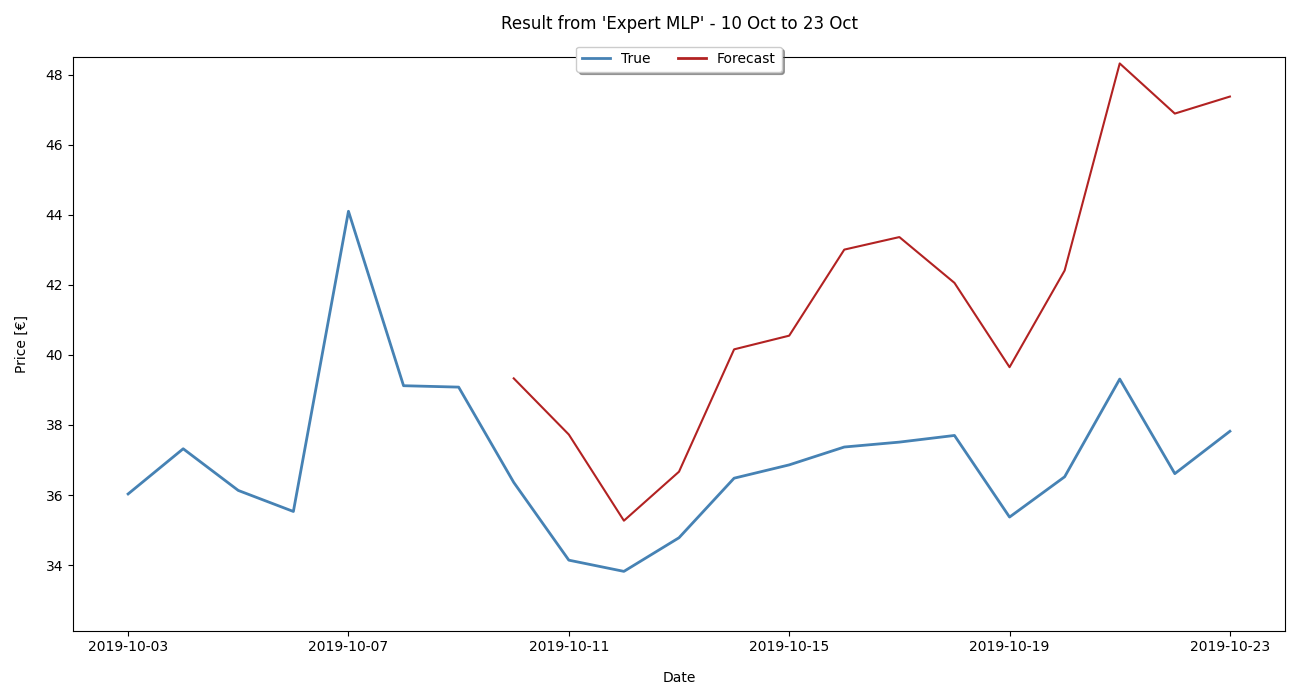 Result from 'Expert MLP' - 10 Oct to 23 Oct
True Forecast
48
46
44
42
40
38
36
34
Price [€]
2019-10-03 2019-10-07 2019-10-11 2019-10-15 2019-10-19 2019-10-23
Date